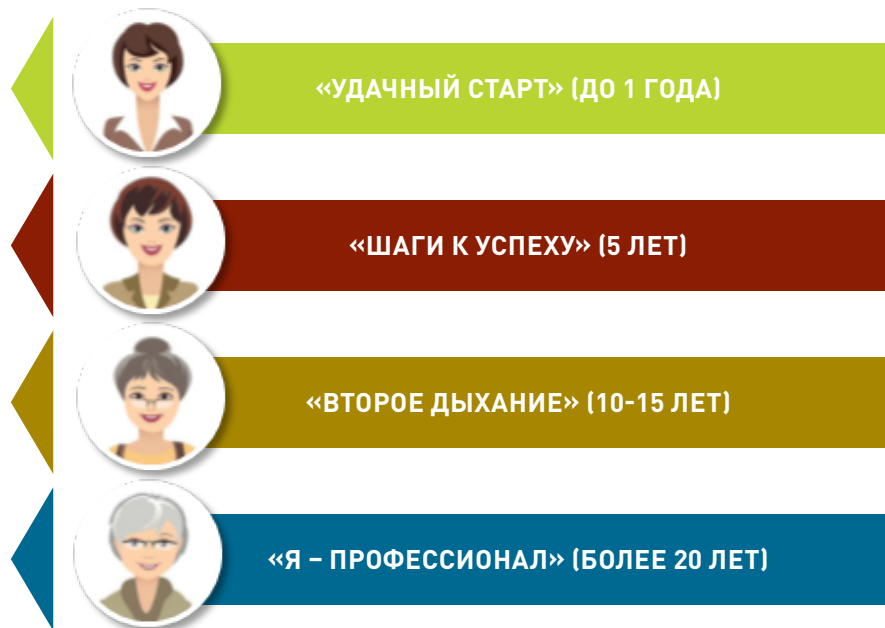 «УДАЧНЫЙ СТАРТ» (ДО 1 ГОДА)
«ШАГИ К УСПЕХУ» (5 ЛЕТ)
«ВТОРОЕ ДЫХАНИЕ» (10-15 ЛЕТ)
«Я – ПРОФЕССИОНАЛ» (БОЛЕЕ 20 ЛЕТ)